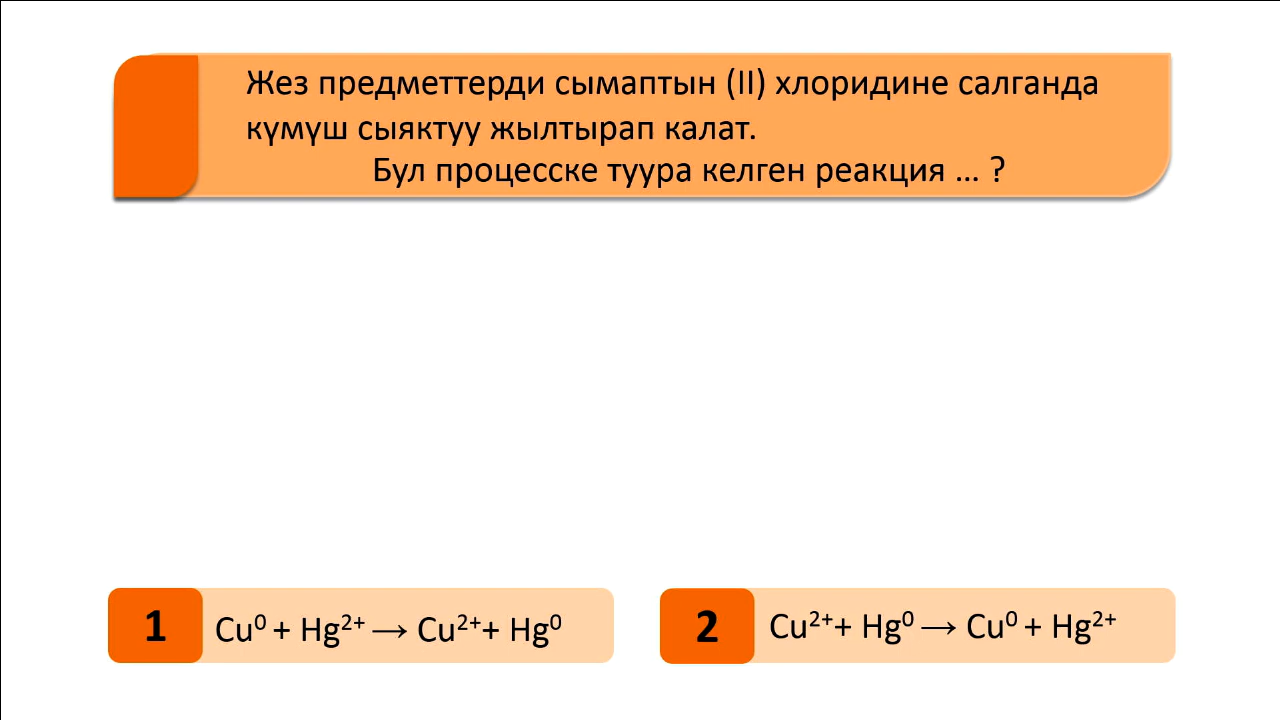 Жез предметтерди сымаптын (II) хлоридине салганда
күмүш сыяктуу жылтырап калат.
Бул процесске туура келген реакция ... ?
1 Cu⁰ + Hg²⁺ → Cu²⁺+ Hg⁰
2 Cu²⁺+ Hg⁰ → Cu⁰ + Hg²⁺